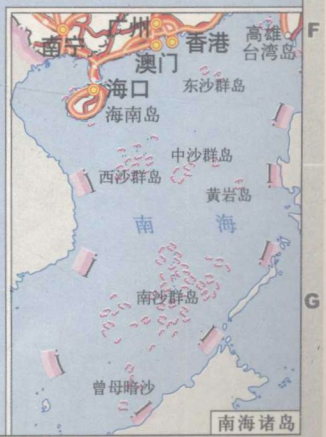 广州
F
南宁
香港
高雄
台湾岛
澳门
海口
东沙群岛
海南岛
中沙群岛
西沙群岛
黄岩岛
南海
G
南沙群岛
曾母暗沙
南海诸岛